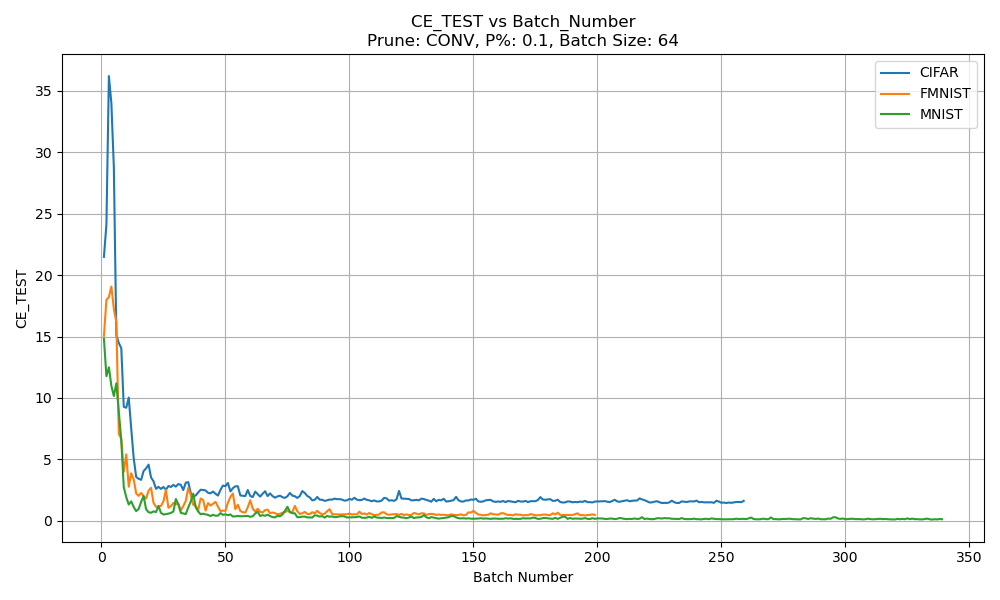 CE_TEST vs Batch_Number
Prune: CONV, P%: 0.1, Batch Size: 64
CIFAR
FMNIST
MNIST
CE_TEST
35
30
25
20
15
10
5
0
0 50 100 150 200 250 300 350
Batch Number